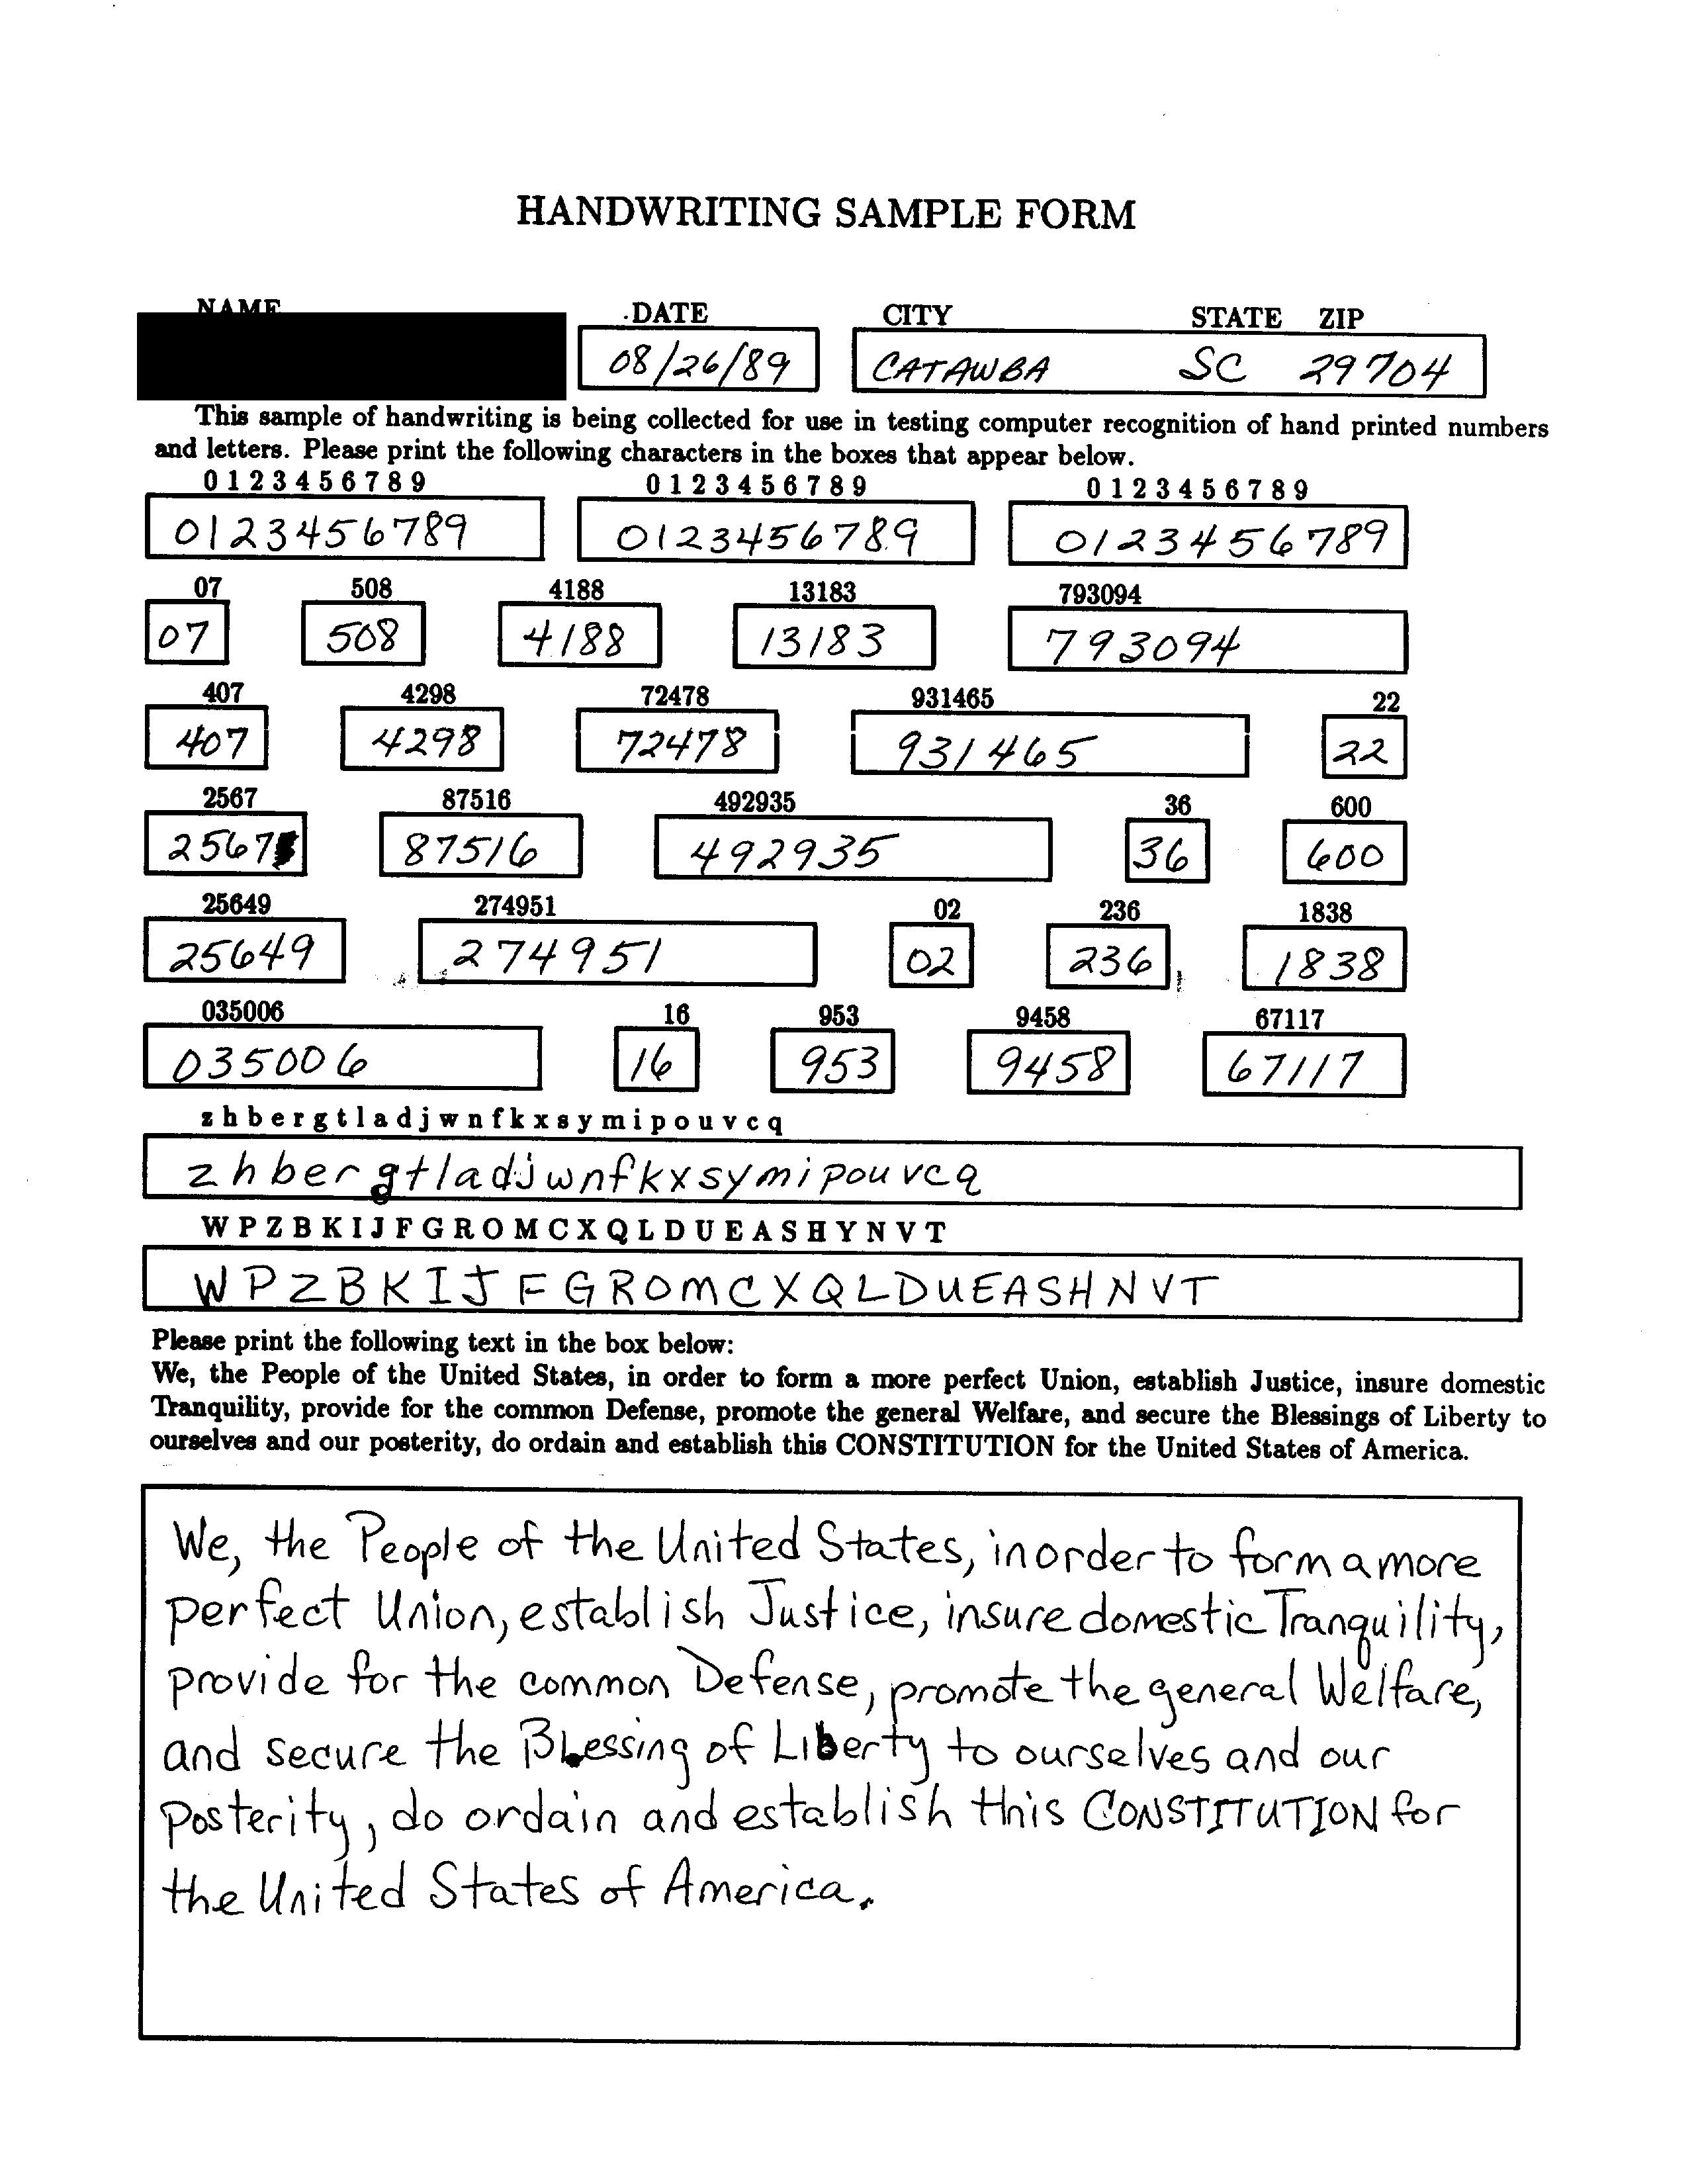 HANDWRITING SAMPLE FORM
NAME DATE CITY STATE ZIP
08/26/89 CATAWBA SC 29704
This sample of handwriting is being collected for use in testing computer recognition of hand printed numbers
and letters. Please print the following characters in the boxes that appear below.
0 1 2 3 4 5 6 7 8 9 0 1 2 3 4 5 6 7 8 9 0 1 2 3 4 5 6 7 8 9
0123456789 0123456789 0123456789
07 508 4188 13183 793094
07 508 4188 13183 793094
407 4298 72478 931465 22
407 4298 72478 931465 22
2567 87516 492935 36 600
2567 87516 492935 36 600
25649 274951 02 236 1838
25649 274951 02 236 1838
035006 16 953 9458 67117
035006 16 953 9458 67117
z h b e r g t l a d j w n f k x s y m i p o u v c q
zhbergtladjwnfkxsymipouvcq
W P Z B K I J F G R O M C X Q L D U E A S H Y N V T
WPZBKIJFGROMCXQLDUEASHNVT
Please print the following text in the box below:
We, the People of the United States, in order to form a more perfect Union, establish Justice, insure domestic
Tranquility, provide for the common Defense, promote the general Welfare, and secure the Blessings of Liberty to
ourselves and our posterity, do ordain and establish this CONSTITUTION for the United States of America.
We, the People of the United States, in order to form a more
perfect Union, establish Justice, insure domestic Tranquility,
provide for the common Defense, promote the general Welfare,
and secure the Blessing of Liberty to ourselves and our
posterity, do ordain and establish this CONSTITUTION for
the United States of America.